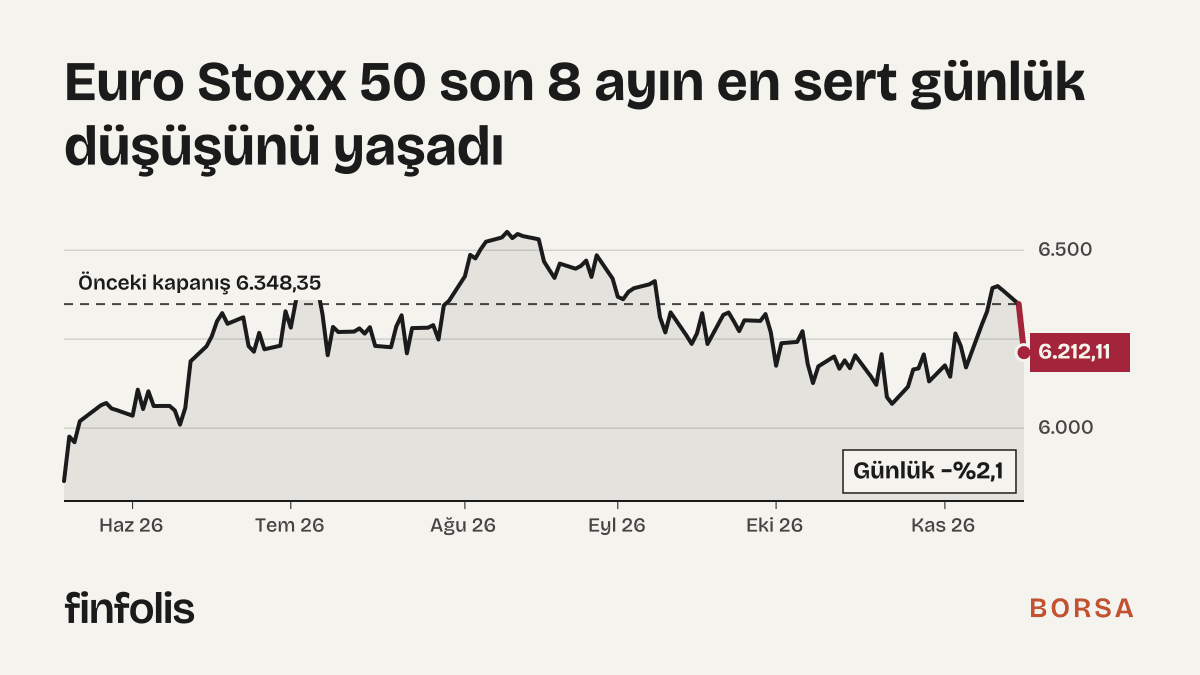 Euro Stoxx 50 son 8 ayın en sert günlük
düşüşünü yaşadı
6.500
Önceki kapanış 6.348,35
6.212,11
6.000
Günlük −%2,1
Haz 26 Tem 26 Ağu 26 Eyl 26 Eki 26 Kas 26
finfolis
BORSA